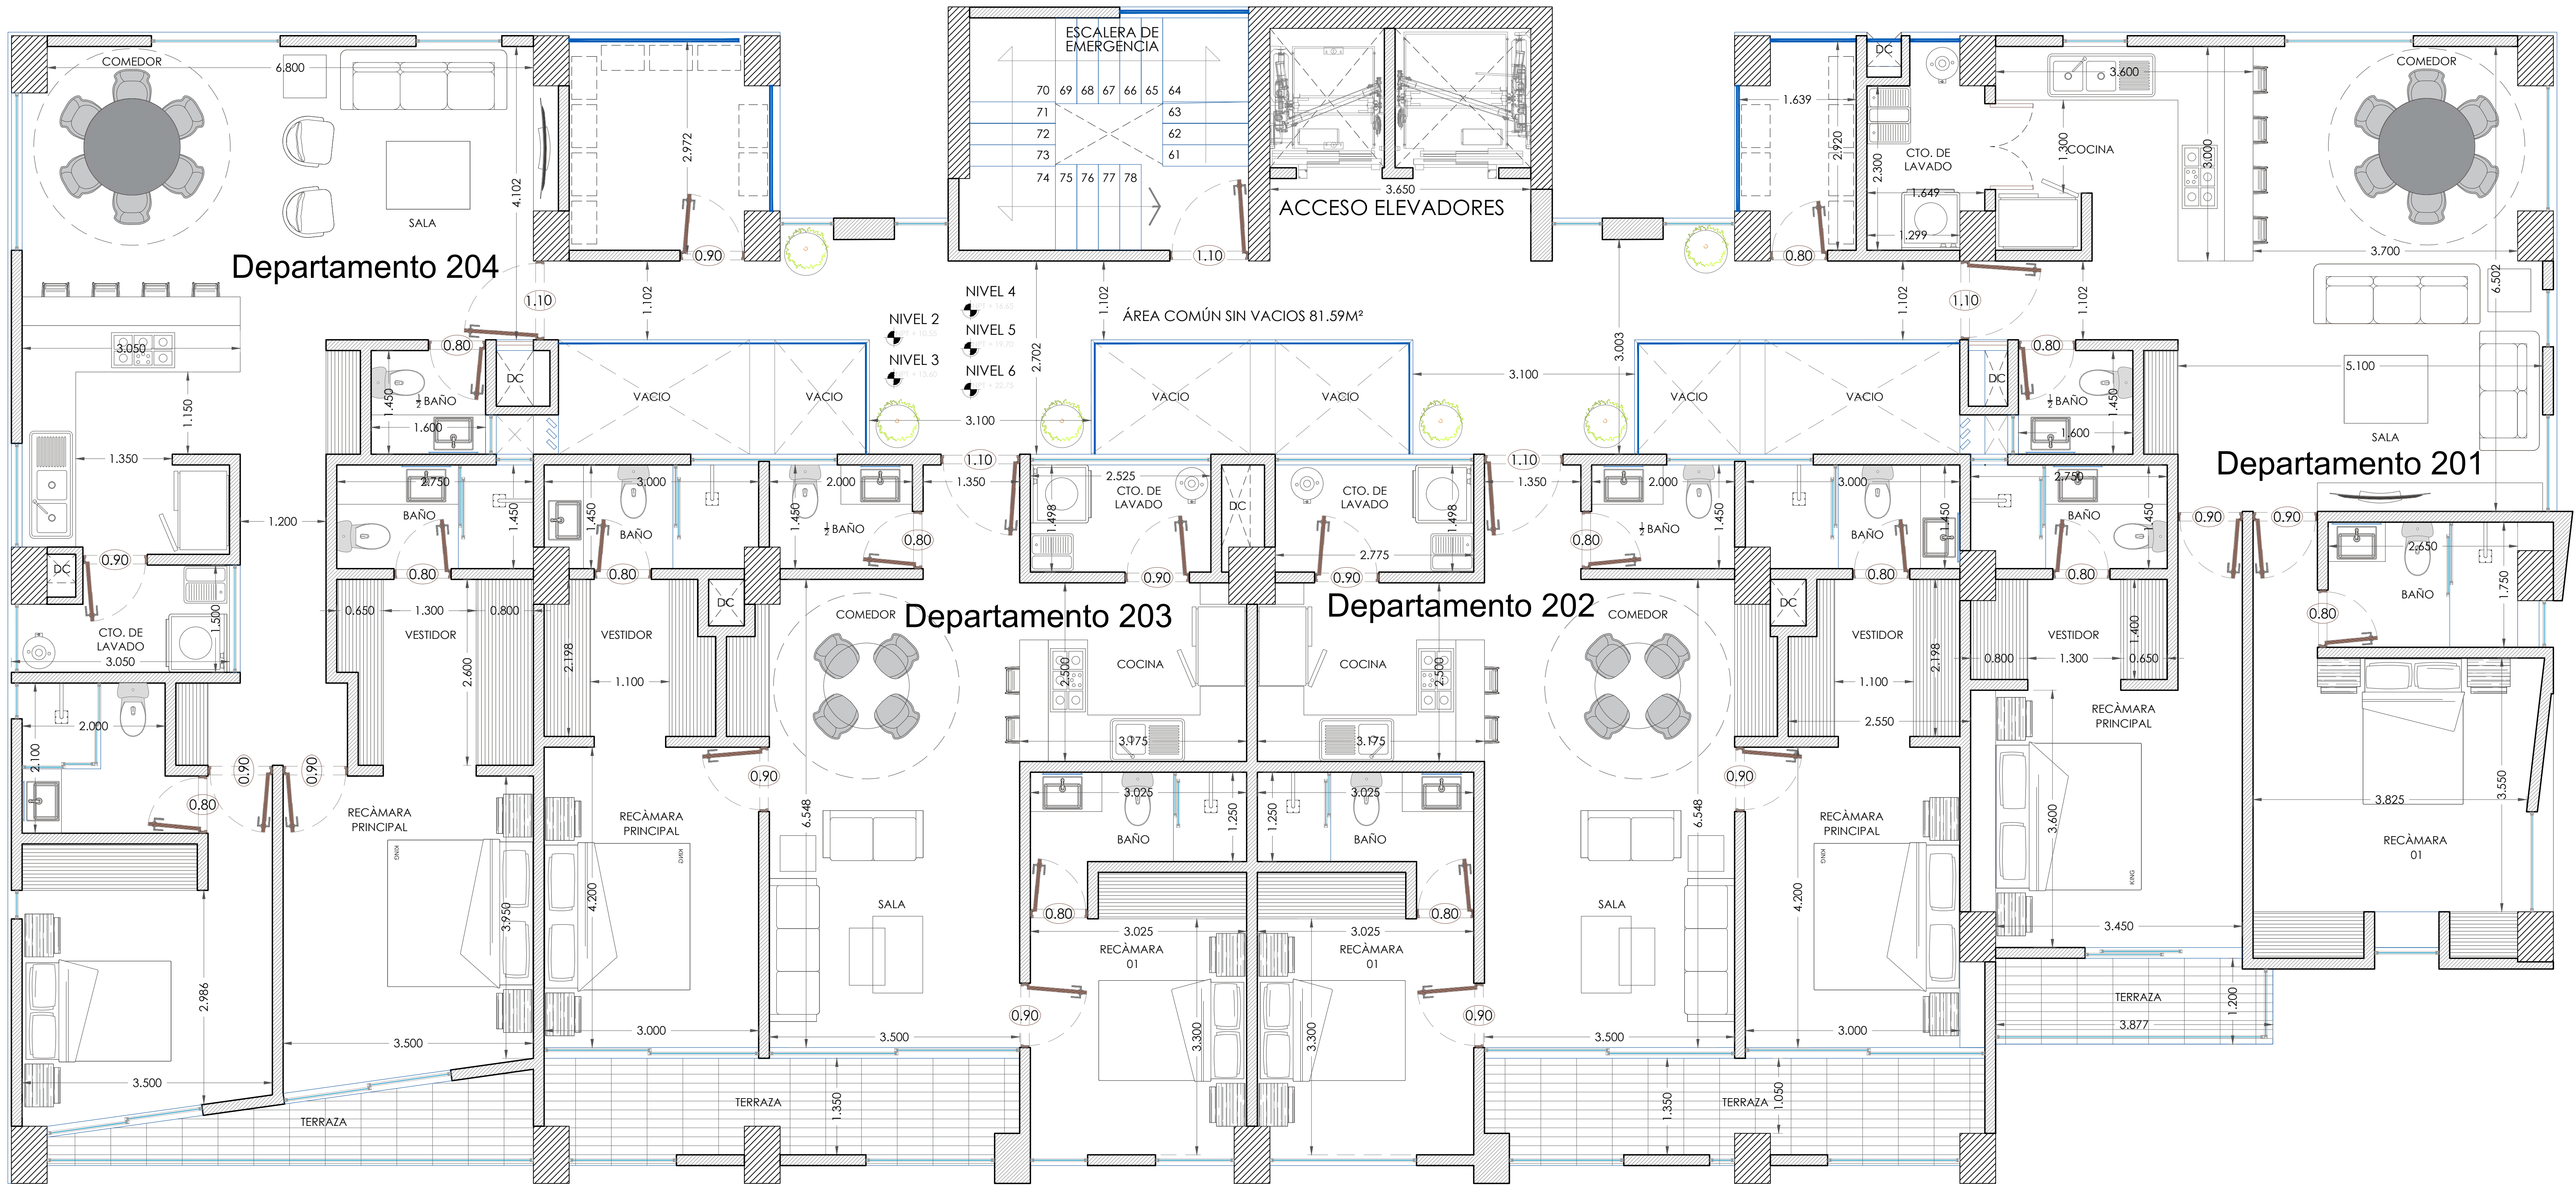 ESCALERA DE
EMERGENCIA
70 69 68 67 66 65 64
71
72
73
63
62
61
74 75 76 77 78
1.10
3.650
ACCESO ELEVADORES
COMEDOR
6.800
4.102
SALA
Departamento 204
2.972
0.90
1.10
1.102
3.050
0.80
DC
1.450
½ BAÑO
1.600
1.150
1.350
VACIO
VACIO
NIVEL 2
NIVEL 3
NIVEL 4
NIVEL 5
NIVEL 6
2.702
1.102
ÁREA COMÚN SIN VACIOS 81.59M²
3.100
VACIO
VACIO
3.100
3.003
VACIO
VACIO
1.639
2.920
0.80
DC
2.300
CTO. DE
LAVADO
1.649
1.299
3.600
1.300
COCINA
3.000
COMEDOR
3.700
6.502
1.102
1.10
1.102
DC
0.80
½ BAÑO
1.450
1.600
5.100
SALA
Departamento 201
1.200
2.750
BAÑO
1.450
0.80
3.000
1.450
BAÑO
0.80
2.000
1.450
½ BAÑO
0.80
1.350
1.10
2.525
CTO. DE
LAVADO
1.498
0.90
DC
CTO. DE
LAVADO
1.498
2.775
0.90
1.10
1.350
2.000
½ BAÑO
1.450
0.80
3.000
BAÑO
1.450
0.80
2.750
BAÑO
1.450
0.80
0.90
0.90
2.650
BAÑO
1.750
0.80
DC
0.90
1.500
CTO. DE
LAVADO
3.050
0.650
1.300
0.800
VESTIDOR
2.600
VESTIDOR
2.198
1.100
DC
COMEDOR
Departamento 203
COCINA
2.500
3.175
Departamento 202
COCINA
2.500
3.175
COMEDOR
DC
VESTIDOR
2.198
1.100
2.550
VESTIDOR
0.800
1.300
0.650
1.400
2.000
2.100
0.80
0.90
0.90
RECÀMARA
PRINCIPAL
KING
3.950
3.500
RECÀMARA
PRINCIPAL
KING
4.200
3.000
0.90
6.548
SALA
3.500
3.025
BAÑO
1.250
0.80
3.025
RECÀMARA
01
3.300
0.90
3.025
BAÑO
1.250
0.80
3.025
RECÀMARA
01
3.300
0.90
6.548
SALA
3.500
0.90
RECÀMARA
PRINCIPAL
KING
4.200
3.000
RECÀMARA
PRINCIPAL
KING
3.600
3.450
3.825
3.550
RECÀMARA
01
2.986
3.500
TERRAZA
TERRAZA
1.350
1.350
TERRAZA
1.050
TERRAZA
1.200
3.877